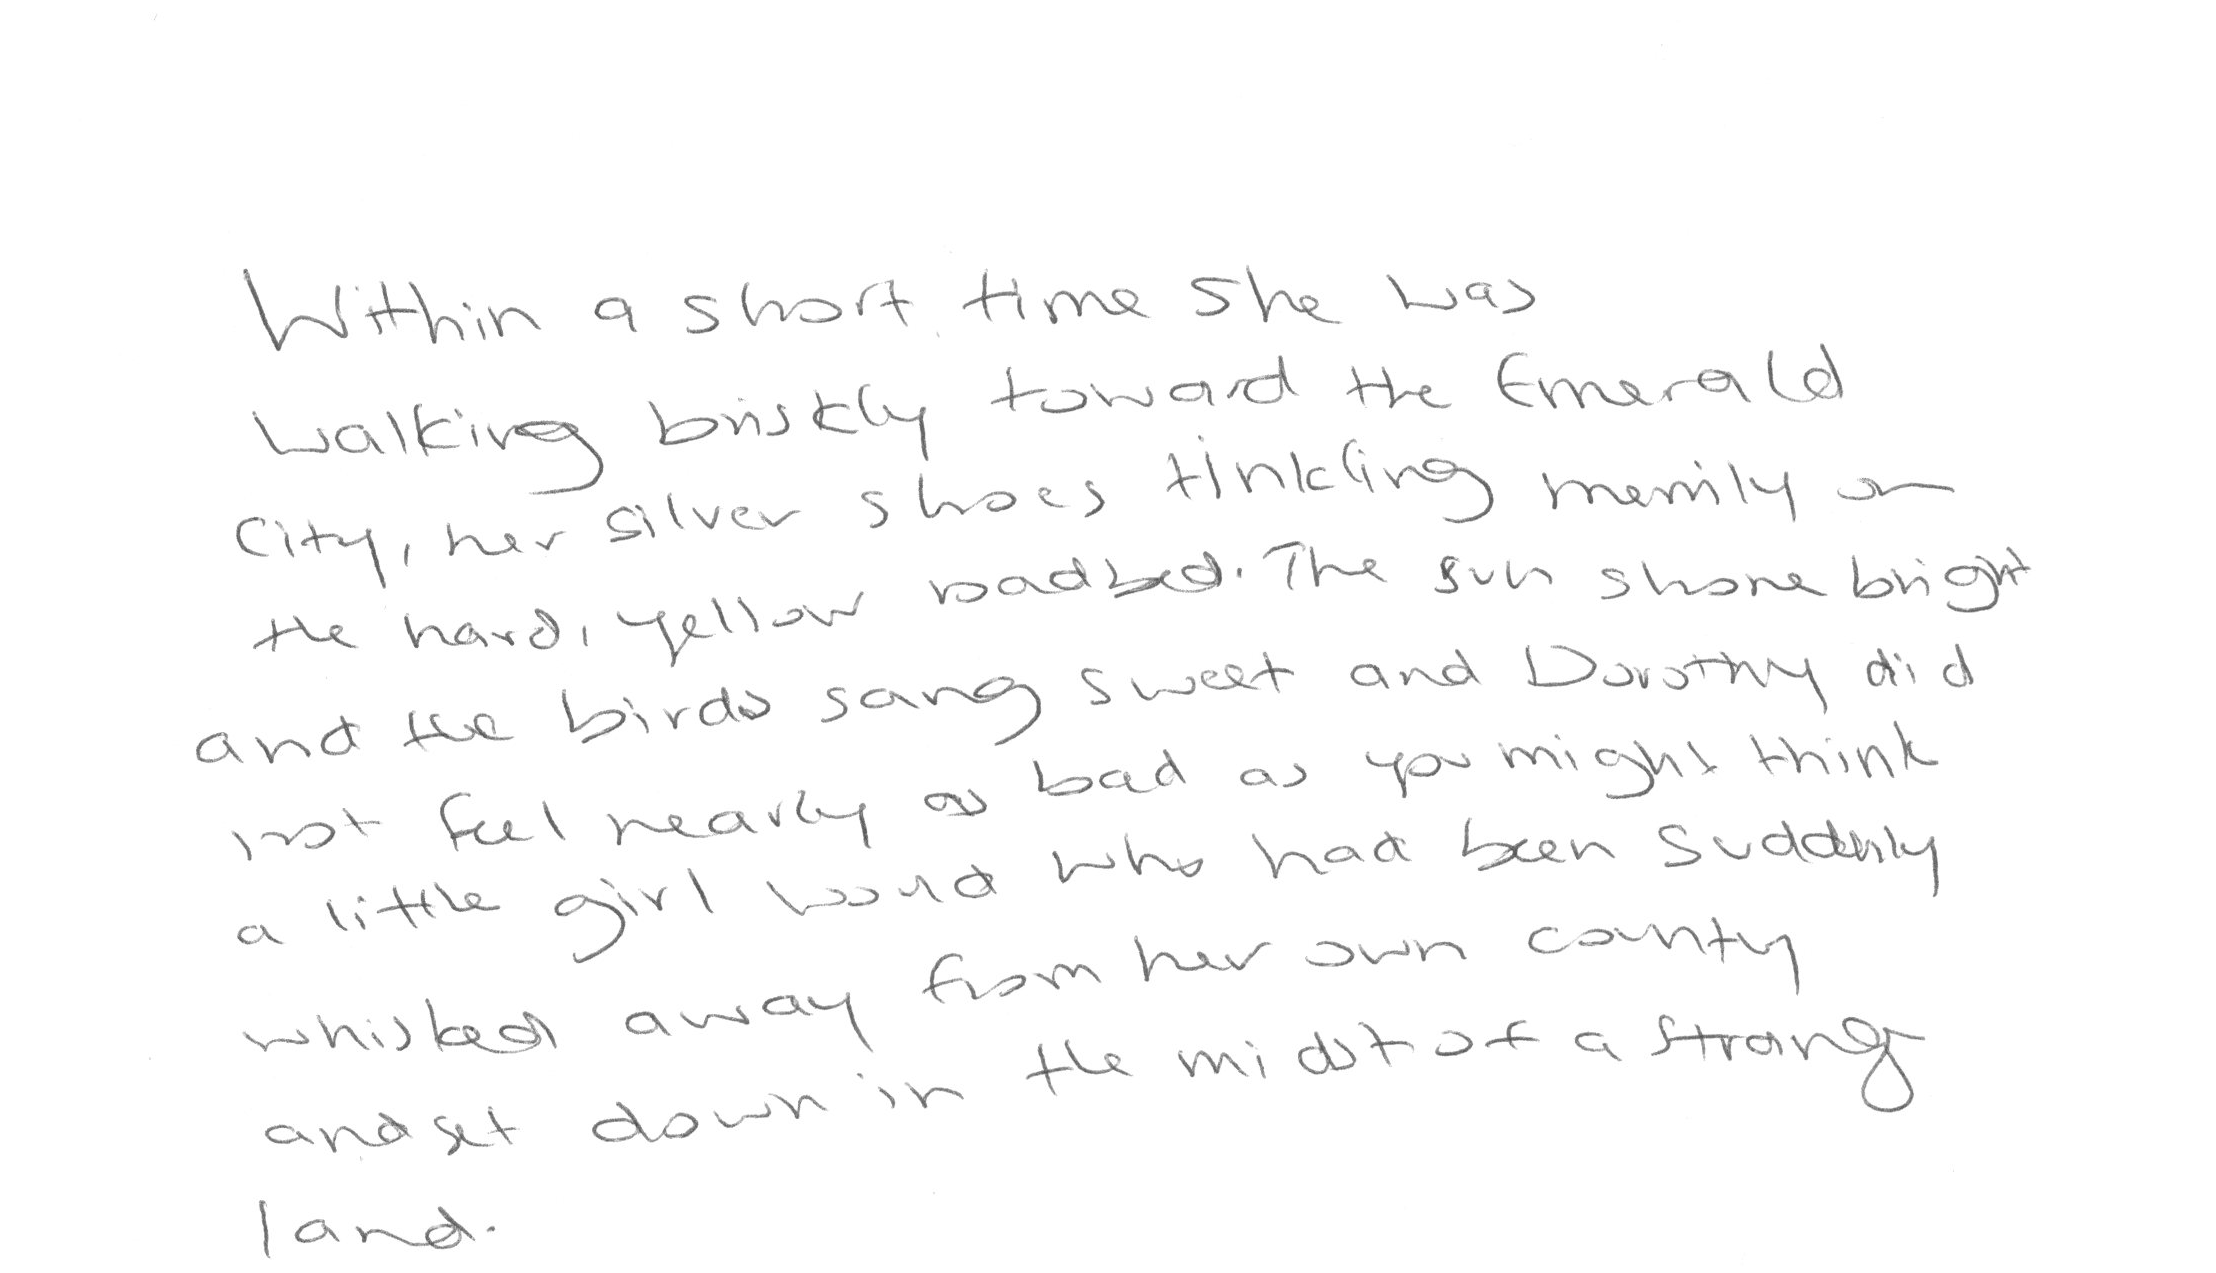 Within a short time she was
walking briskly toward the Emerald
City, her silver shoes tinkling merrily on
the hard, yellow roadbed. The sun shone bright
and the birds sang sweet and Dorothy did
not feel nearly as bad as you might think
a little girl would who had been suddenly
whisked away from her own country
and set down in the midst of a strange
land.